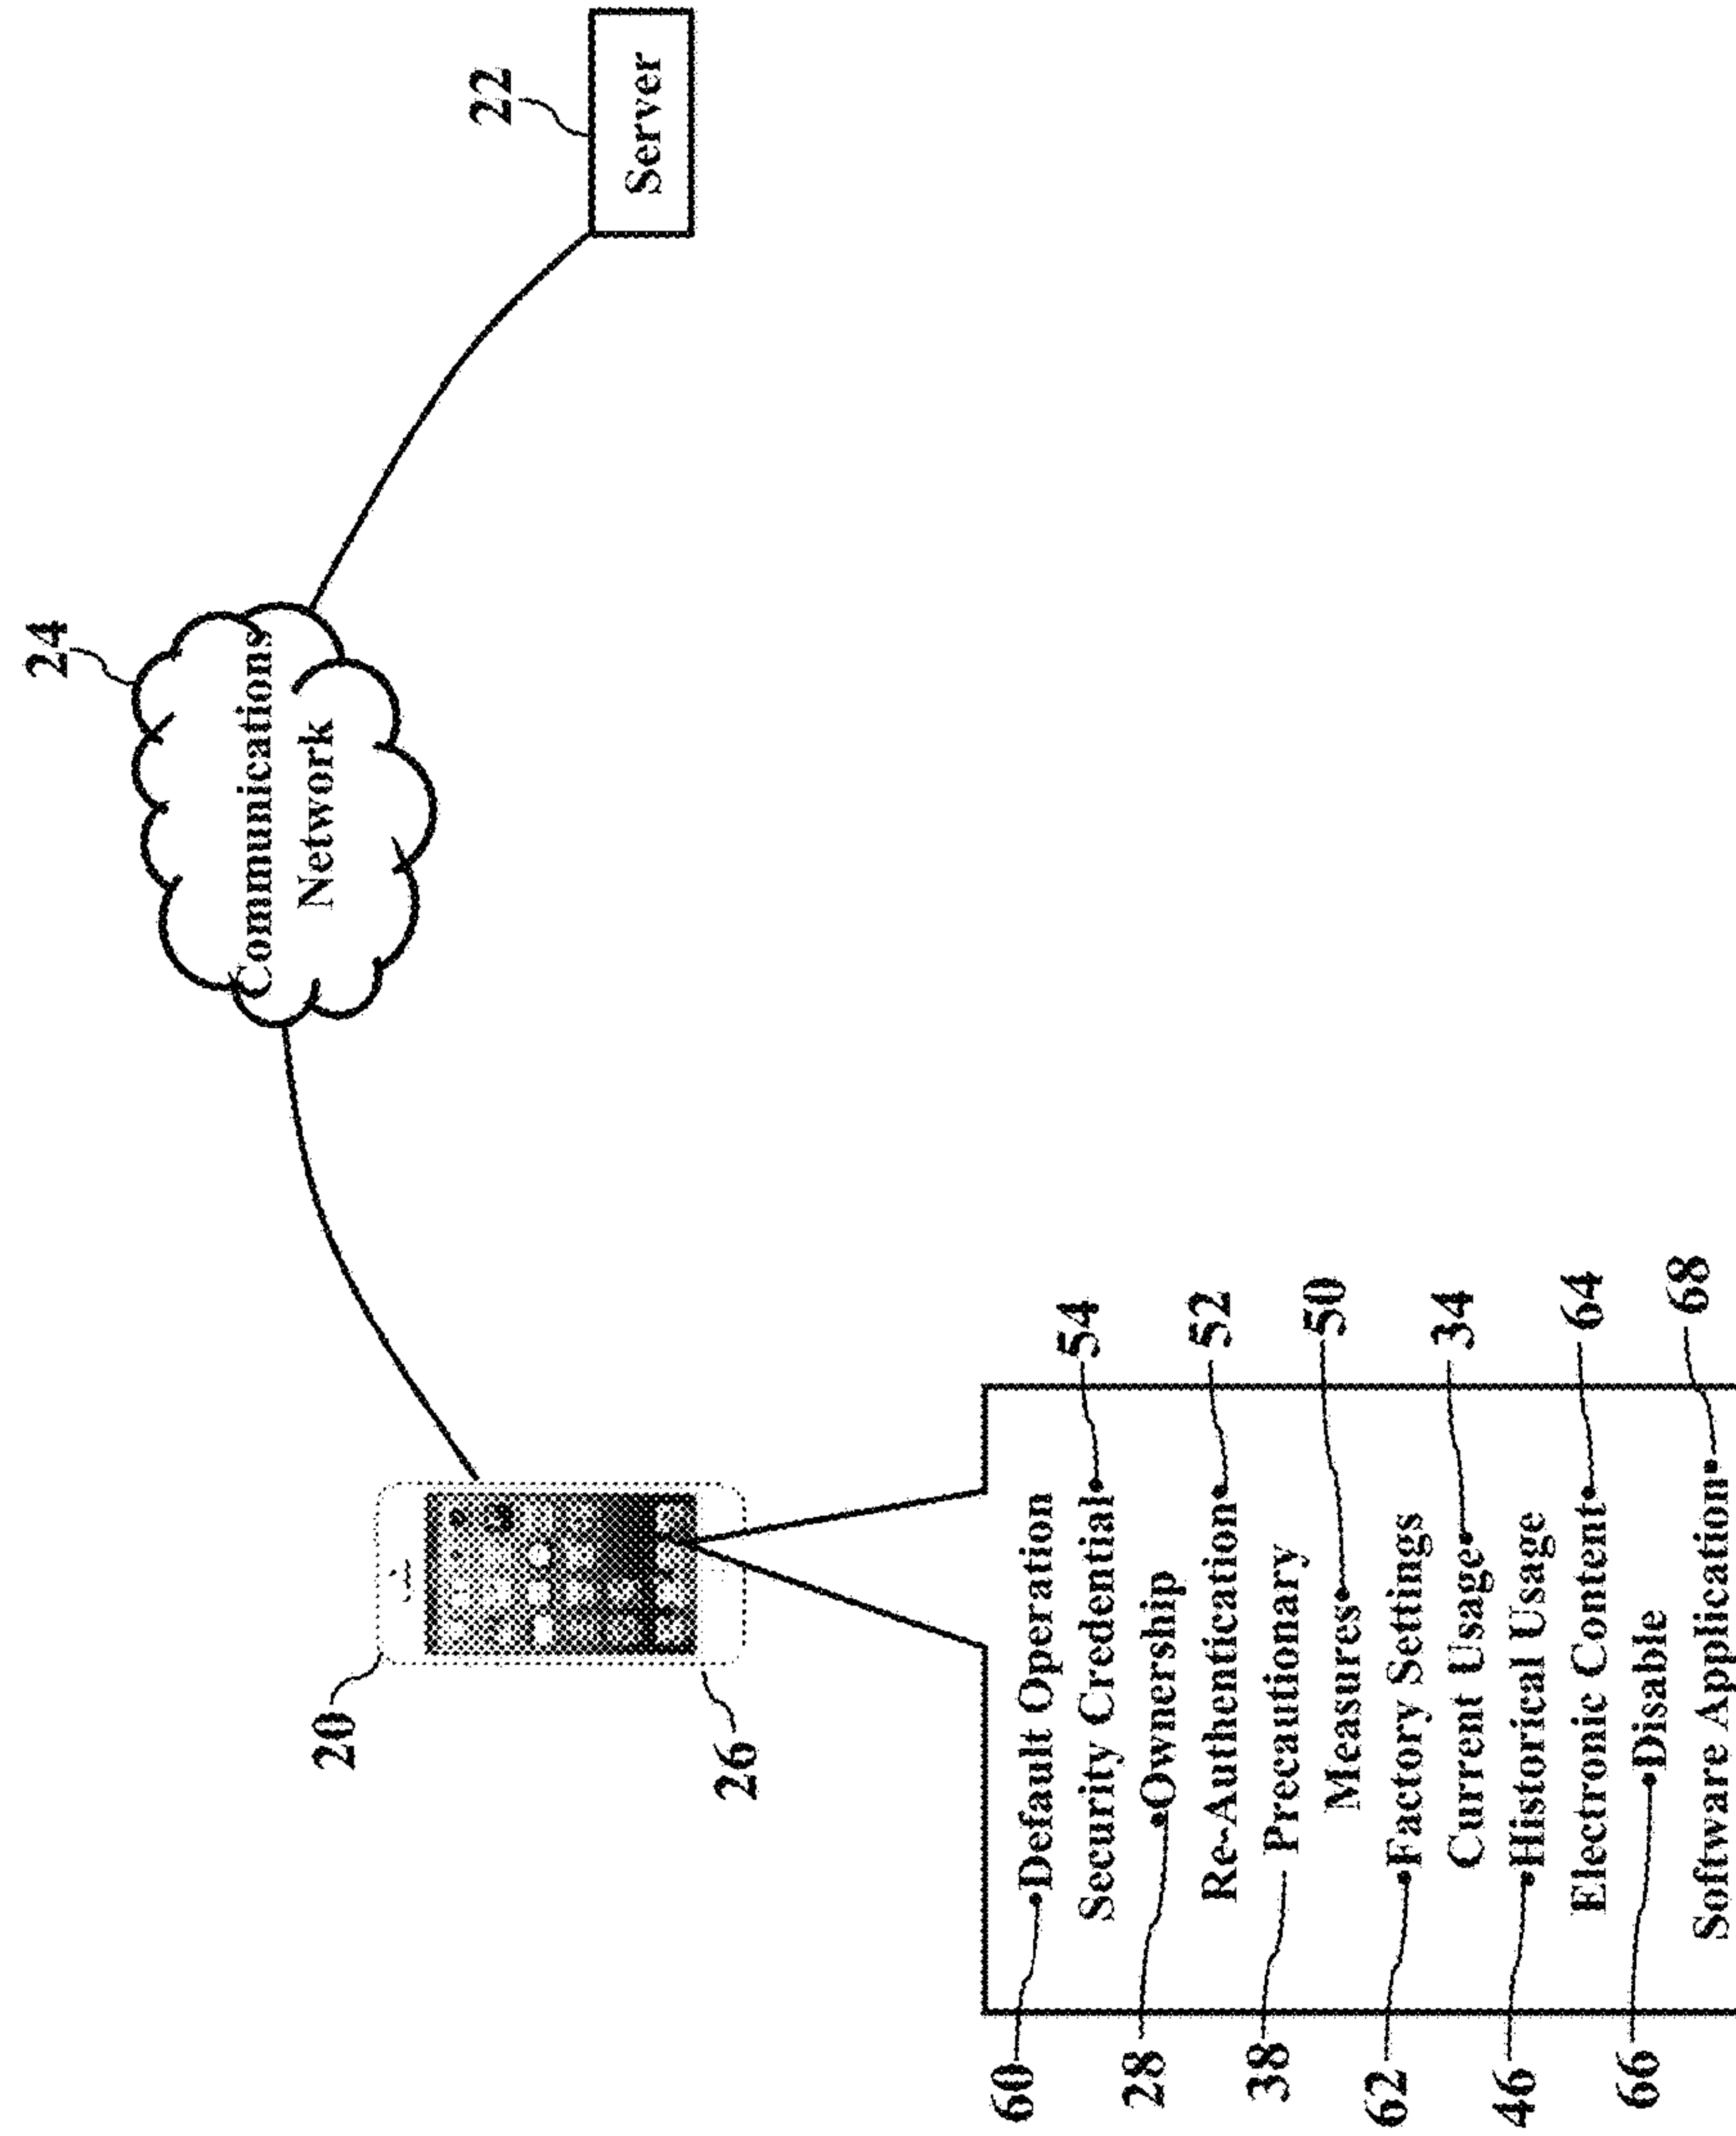 24
Communications
Network
22
Server
20
26
60 Default Operation
Security Credential 54
28 Ownership
Re-Authentication 52
38 Precautionary
Measures 50
62 Factory Settings
Current Usage 34
46 Historical Usage
Electronic Content 64
66 Disable
Software Application 68